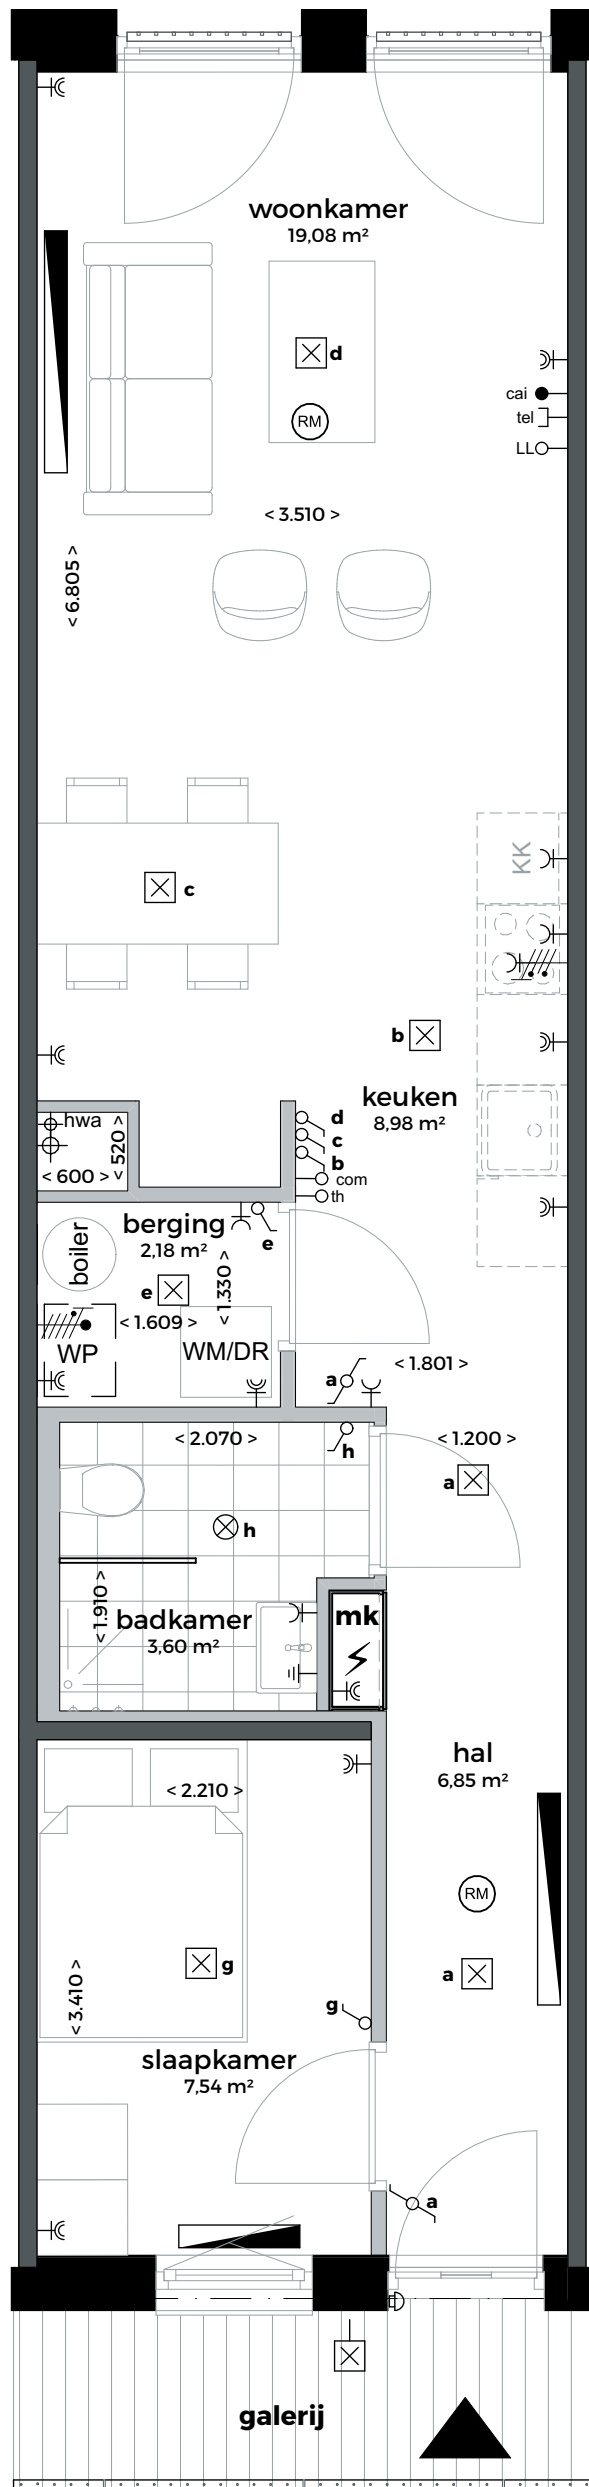 woonkamer
19,08 m²
d
RM
cai
tel
LL
< 3.510 >
< 6.805 >
KK
c
b
keuken
8,98 m²
hwa
< 520 >
< 600 >
d
c
b
com
th
berging
2,18 m²
e
boiler
e
< 1.330 >
< 1.609 >
WP
WM/DR
a
< 1.801 >
< 2.070 >
h
< 1.200 >
a
h
< 1.910 >
badkamer
3,60 m²
mk
hal
6,85 m²
< 2.210 >
RM
g
a
< 3.410 >
g
slaapkamer
7,54 m²
a
galerij